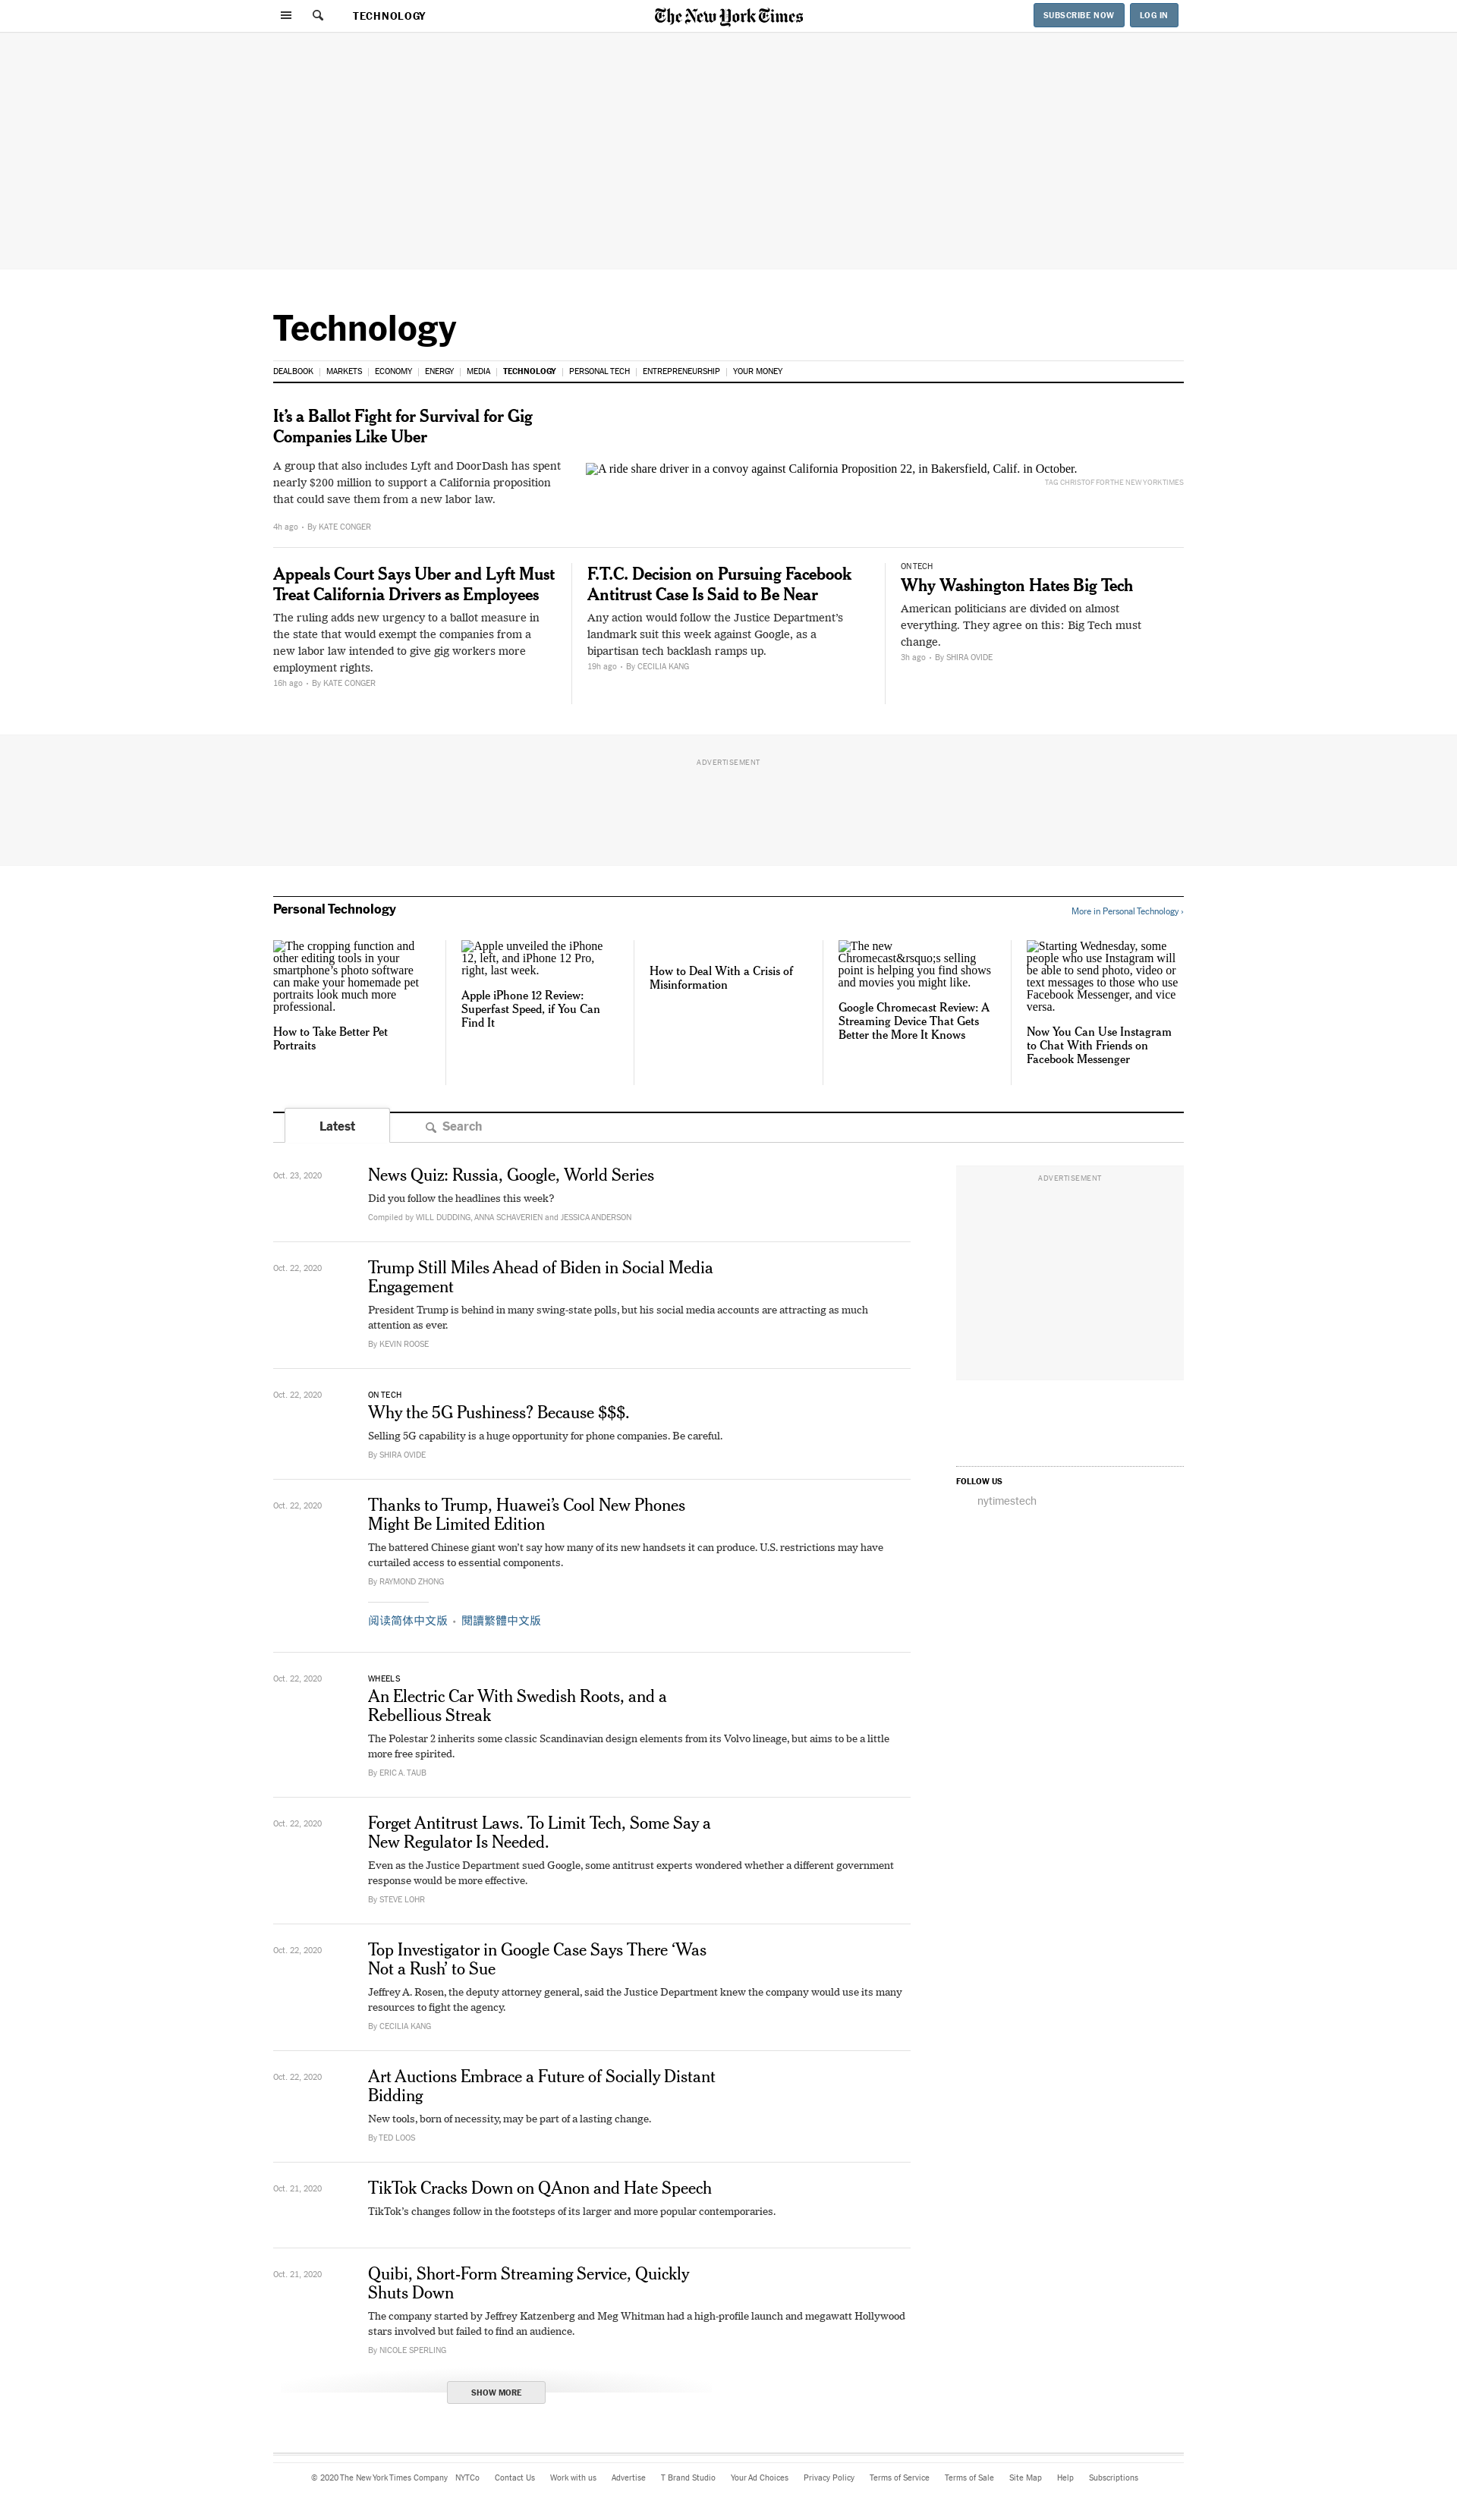 TECHNOLOGY
The New York Times
SUBSCRIBE NOW
LOG IN
Technology
DEALBOOK
MARKETS
ECONOMY
ENERGY
MEDIA
TECHNOLOGY
PERSONAL TECH
ENTREPRENEURSHIP
YOUR MONEY
It’s a Ballot Fight for Survival for Gig
Companies Like Uber
A group that also includes Lyft and DoorDash has spent
nearly $200 million to support a California proposition
that could save them from a new labor law.
4h ago • By KATE CONGER
A ride share driver in a convoy against California Proposition 22, in Bakersfield, Calif. in October.
TAG CHRISTOF FOR THE NEW YORK TIMES
Appeals Court Says Uber and Lyft Must
Treat California Drivers as Employees
The ruling adds new urgency to a ballot measure in
the state that would exempt the companies from a
new labor law intended to give gig workers more
employment rights.
16h ago • By KATE CONGER
F.T.C. Decision on Pursuing Facebook
Antitrust Case Is Said to Be Near
Any action would follow the Justice Department’s
landmark suit this week against Google, as a
bipartisan tech backlash ramps up.
19h ago • By CECILIA KANG
ON TECH
Why Washington Hates Big Tech
American politicians are divided on almost
everything. They agree on this: Big Tech must
change.
3h ago • By SHIRA OVIDE
ADVERTISEMENT
Personal Technology
More in Personal Technology ›
The cropping function and
other editing tools in your
smartphone’s photo software
can make your homemade pet
portraits look much more
professional.
How to Take Better Pet
Portraits
Apple unveiled the iPhone
12, left, and iPhone 12 Pro,
right, last week.
Apple iPhone 12 Review:
Superfast Speed, if You Can
Find It
How to Deal With a Crisis of
Misinformation
The new
Chromecast&rsquo;s selling
point is helping you find shows
and movies you might like.
Google Chromecast Review: A
Streaming Device That Gets
Better the More It Knows
Starting Wednesday, some
people who use Instagram will
be able to send photo, video or
text messages to those who use
Facebook Messenger, and vice
versa.
Now You Can Use Instagram
to Chat With Friends on
Facebook Messenger
Latest
Search
Oct. 23, 2020
News Quiz: Russia, Google, World Series
Did you follow the headlines this week?
Compiled by WILL DUDDING, ANNA SCHAVERIEN and JESSICA ANDERSON
ADVERTISEMENT
Oct. 22, 2020
Trump Still Miles Ahead of Biden in Social Media
Engagement
President Trump is behind in many swing-state polls, but his social media accounts are attracting as much
attention as ever.
By KEVIN ROOSE
Oct. 22, 2020
ON TECH
Why the 5G Pushiness? Because $$$.
Selling 5G capability is a huge opportunity for phone companies. Be careful.
By SHIRA OVIDE
FOLLOW US
nytimestech
Oct. 22, 2020
Thanks to Trump, Huawei’s Cool New Phones
Might Be Limited Edition
The battered Chinese giant won’t say how many of its new handsets it can produce. U.S. restrictions may have
curtailed access to essential components.
By RAYMOND ZHONG
阅读简体中文版 • 閱讀繁體中文版
Oct. 22, 2020
WHEELS
An Electric Car With Swedish Roots, and a
Rebellious Streak
The Polestar 2 inherits some classic Scandinavian design elements from its Volvo lineage, but aims to be a little
more free spirited.
By ERIC A. TAUB
Oct. 22, 2020
Forget Antitrust Laws. To Limit Tech, Some Say a
New Regulator Is Needed.
Even as the Justice Department sued Google, some antitrust experts wondered whether a different government
response would be more effective.
By STEVE LOHR
Oct. 22, 2020
Top Investigator in Google Case Says There ‘Was
Not a Rush’ to Sue
Jeffrey A. Rosen, the deputy attorney general, said the Justice Department knew the company would use its many
resources to fight the agency.
By CECILIA KANG
Oct. 22, 2020
Art Auctions Embrace a Future of Socially Distant
Bidding
New tools, born of necessity, may be part of a lasting change.
By TED LOOS
Oct. 21, 2020
TikTok Cracks Down on QAnon and Hate Speech
TikTok’s changes follow in the footsteps of its larger and more popular contemporaries.
Oct. 21, 2020
Quibi, Short-Form Streaming Service, Quickly
Shuts Down
The company started by Jeffrey Katzenberg and Meg Whitman had a high-profile launch and megawatt Hollywood
stars involved but failed to find an audience.
By NICOLE SPERLING
SHOW MORE
© 2020 The New York Times Company
NYTCo
Contact Us
Work with us
Advertise
T Brand Studio
Your Ad Choices
Privacy Policy
Terms of Service
Terms of Sale
Site Map
Help
Subscriptions